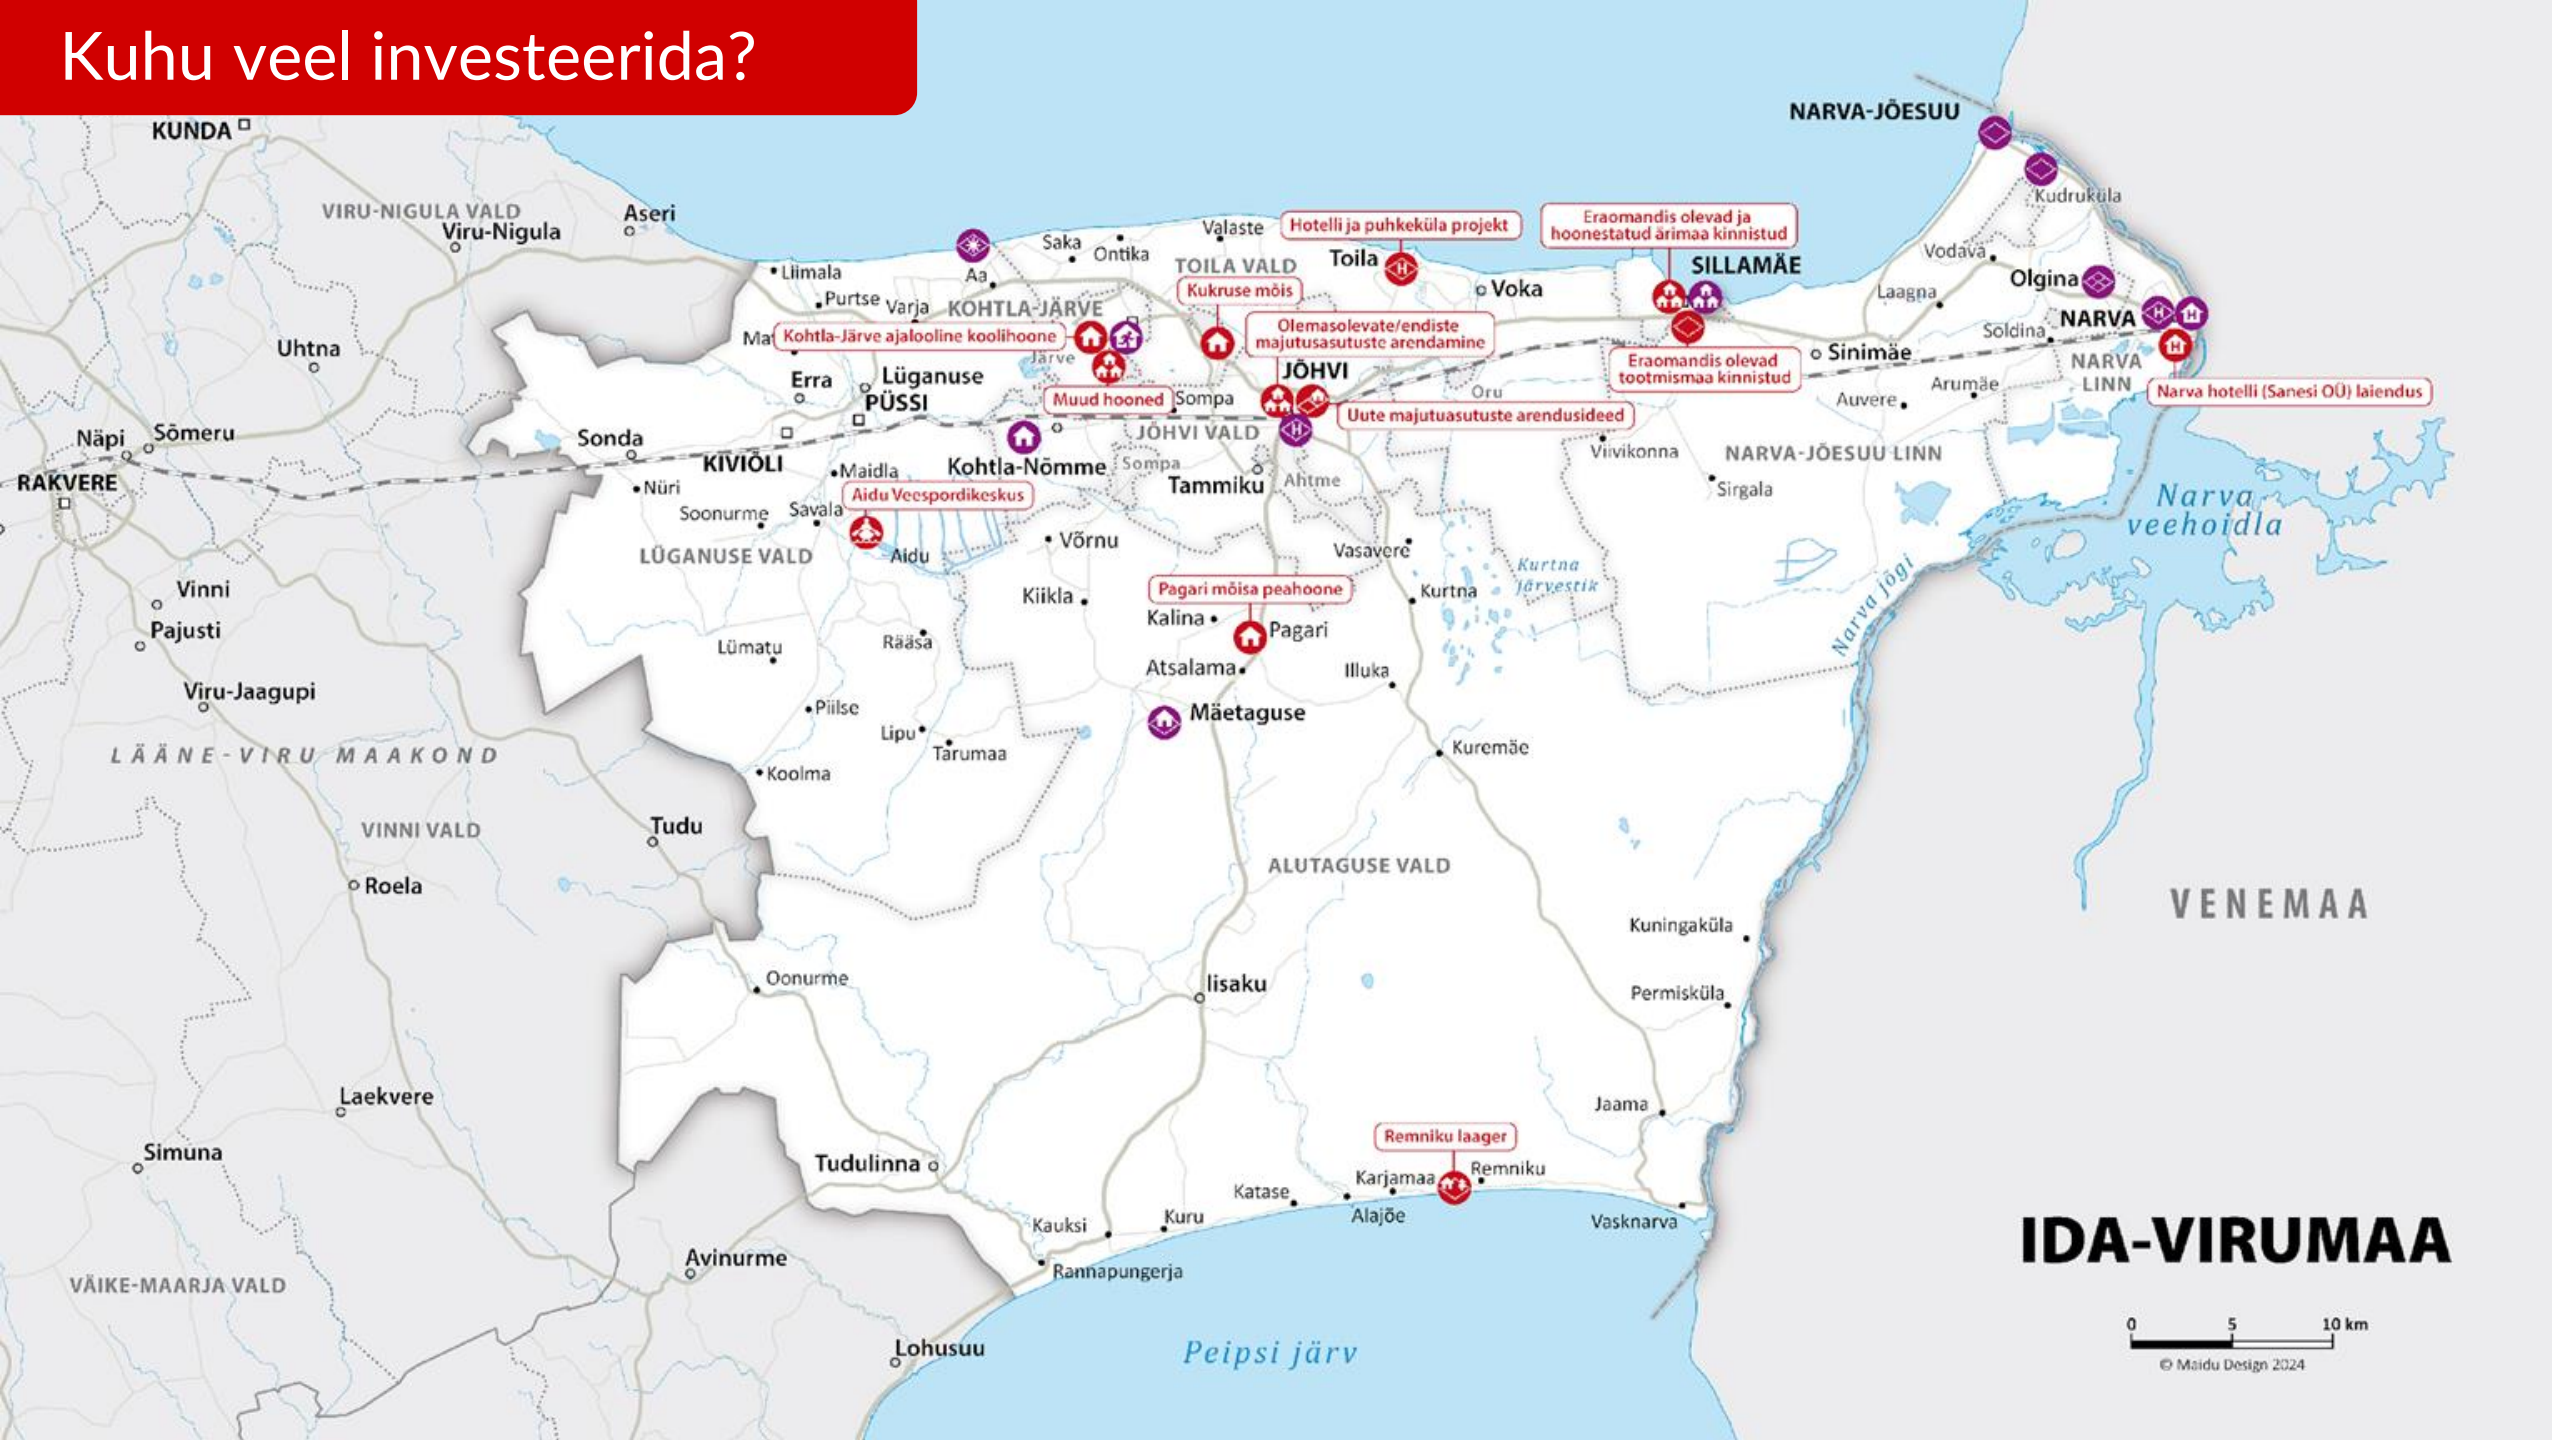 Kuhu veel investeerida?
KUNDA
NARVA-JÕESUU
VIRU-NIGULA VALD
Viru-Nigula
Aseri
Kudruküla
Saka
Ontika
Valaste
Hotelli ja puhkeküla projekt
Eraomandis olevad ja
hoonestatud ärimaa kinnistud
Liimala
Aa
TOILA VALD
Toila
SILLAMÄE
Vodava
Olgina
Purtse
Varja
KOHTLA-JÄRVE
Kukruse mõis
Voka
Laagna
Kohtla-Järve ajalooline koolihoone
Olemasolevate/endiste
majutusasutuste arendamine
Soldina
NARVA
Uhtna
Järve
JÕHVI
Eraomandis olevad
tootmismaa kinnistud
Sinimäe
NARVA
LINN
Erra
Lüganuse
PÜSSI
Muud hooned
Sompa
Oru
Arumäe
Auvere
Narva hotelli (Sanesi OÜ) laiendus
Uute majutuasutuste arendusideed
Näpi
Sõmeru
Sonda
JÕHVI VALD
Viivikonna
NARVA-JÕESUU LINN
RAKVERE
KIVIÕLI
Maidla
Kohtla-Nõmme
Sompa
Tammiku
Ahtme
Nüri
Aidu Veespordikeskus
Sirgala
Narva
veehoidla
Soonurme
Savala
LÜGANUSE VALD
Aidu
Võrnu
Vasavere
Kurtna
järvestik
Narva jõgi
Vinni
Kiikla
Pagari mõisa peahoone
Kurtna
Pajusti
Kalina
Pagari
Lümatu
Rääsa
Atsalama
Illuka
Viru-Jaagupi
Piilse
Mäetaguse
Lipu
Tarumaa
Kuremäe
LÄÄNE-VIRU MAAKOND
Koolma
VINNI VALD
Tudu
ALUTAGUSE VALD
Roela
VENEMAA
Kuningaküla
Oonurme
Iisaku
Permisküla
Laekvere
Jaama
Simuna
Remniku laager
Tudulinna
Karjamaa
Remniku
Katase
Alajõe
Kauksi
Kuru
Vasknarva
IDA-VIRUMAA
Avinurme
Rannapungerja
VÄIKE-MAARJA VALD
0 5 10 km
Lohusuu
Peipsi järv
© Maidu Design 2024